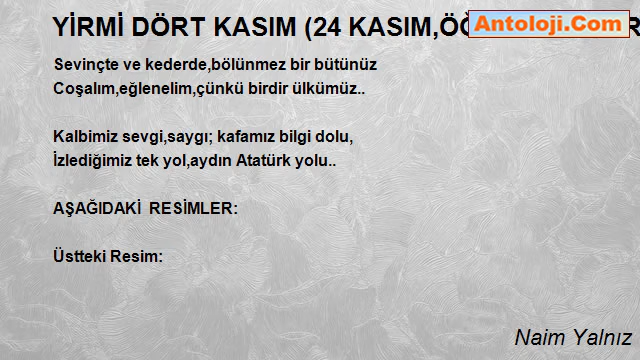 YİRMİ DÖRT KASIM (24 KASIM,
Antoloji.Com
Sevinçte ve kederde,bölünmez bir bütünüz
Coşalım,eğlenelim,çünkü birdir ülkümüz..
Kalbimiz sevgi,saygı; kafamız bilgi dolu,
İzlediğimiz tek yol,aydın Atatürk yolu..
AŞAĞIDAKİ RESİMLER:
Üstteki Resim:
Naim Yalnız